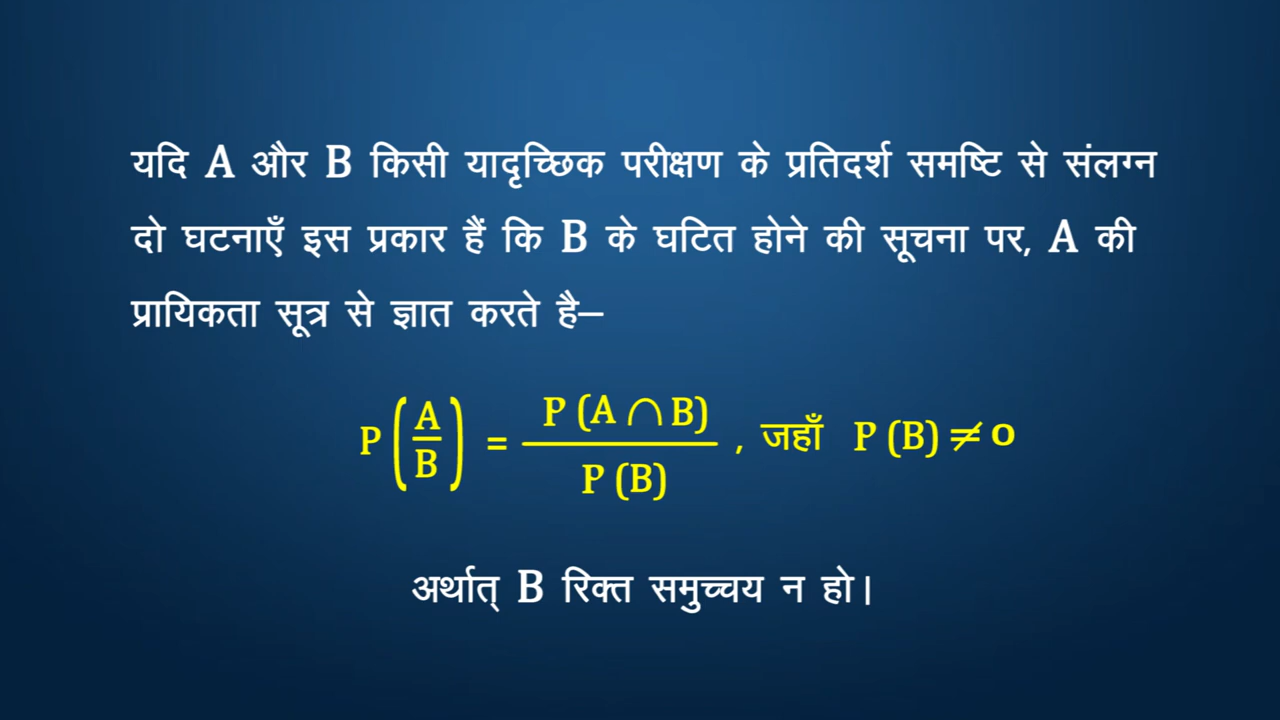 यदि A और B किसी यादृच्छिक परीक्षण के प्रतिदर्श समष्टि से संलग्न
दो घटनाएँ इस प्रकार हैं कि B के घटित होने की सूचना पर, A की
प्रायिकता सूत्र से ज्ञात करते है–
P(A/B) = P (A ∩ B) / P (B) , जहाँ P (B) ≠ 0
अर्थात् B रिक्त समुच्चय न हो।